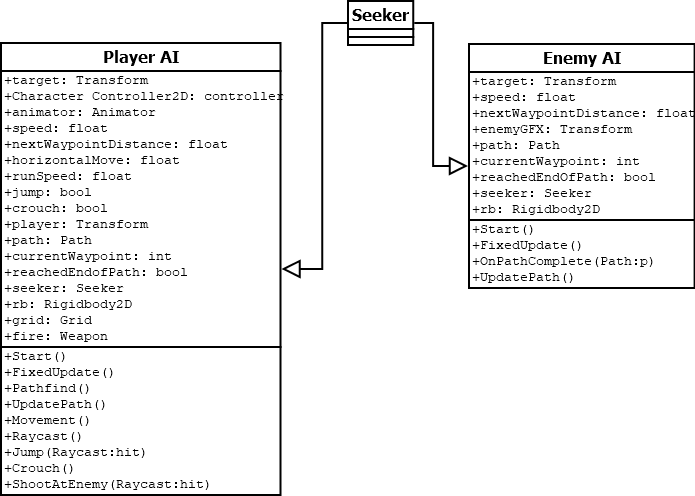 Seeker
Player AI
+target: Transform
+Character Controller2D: controller
+animator: Animator
+speed: float
+nextWaypointDistance: float
+horizontalMove: float
+runSpeed: float
+jump: bool
+crouch: bool
+player: Transform
+path: Path
+currentWaypoint: int
+reachedEndofPath: bool
+seeker: Seeker
+rb: Rigidbody2D
+grid: Grid
+fire: Weapon
+Start()
+FixedUpdate()
+Pathfind()
+UpdatePath()
+Movement()
+Raycast()
+Jump(Raycast:hit)
+Crouch()
+ShootAtEnemy(Raycast:hit)
Enemy AI
+target: Transform
+speed: float
+nextWaypointDistance: float
+enemyGFX: Transform
+path: Path
+currentWaypoint: int
+reachedEndOfPath: bool
+seeker: Seeker
+rb: Rigidbody2D
+Start()
+FixedUpdate()
+OnPathComplete(Path:p)
+UpdatePath()